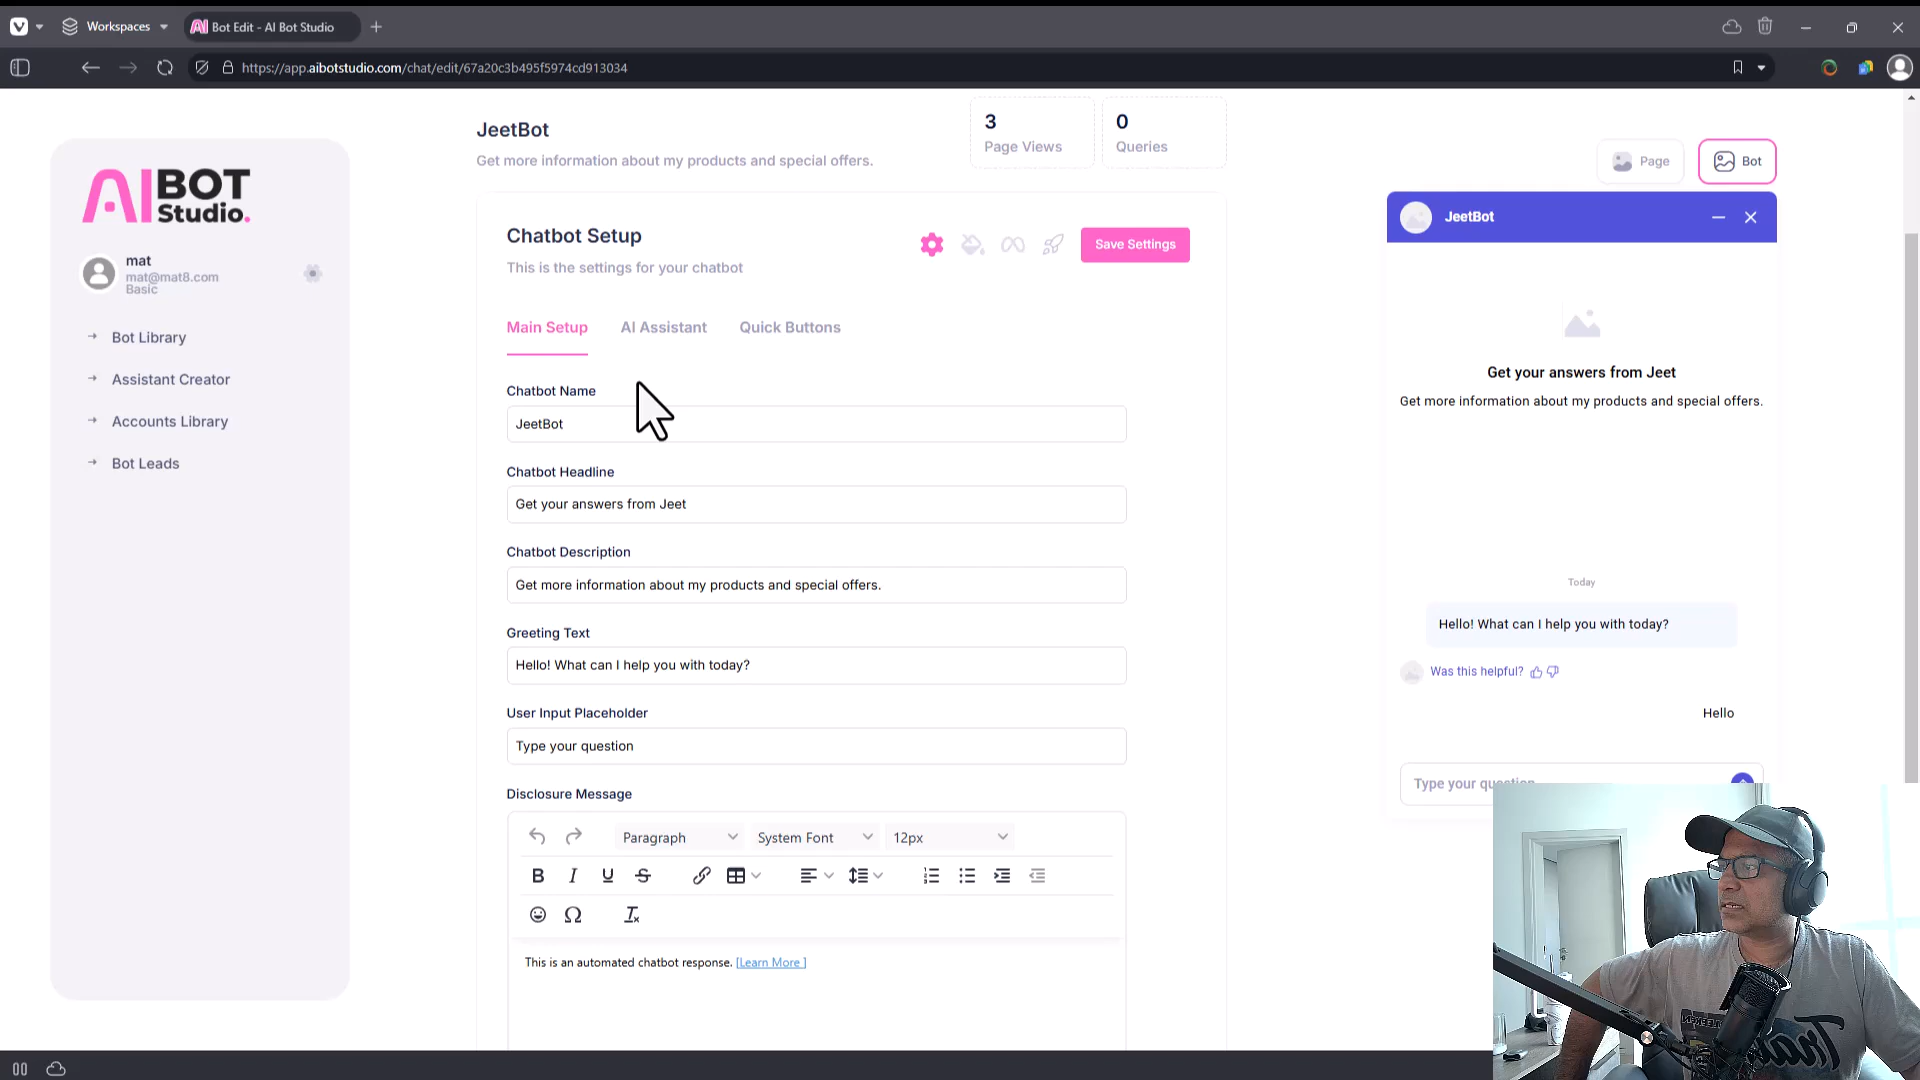 Workspaces
Bot Edit - AI Bot Studio
https://app.aibotstudio.com/chat/edit/67a20c3b495f5974cd913034
AI BOT
Studio.
mat
mat@mat8.com
Basic
Bot Library
Assistant Creator
Accounts Library
Bot Leads
JeetBot
Get more information about my products and special offers.
3
Page Views
0
Queries
Chatbot Setup
This is the settings for your chatbot
Save Settings
Main Setup
AI Assistant
Quick Buttons
Chatbot Name
JeetBot
Chatbot Headline
Get your answers from Jeet
Chatbot Description
Get more information about my products and special offers.
Greeting Text
Hello! What can I help you with today?
User Input Placeholder
Type your question
Disclosure Message
Paragraph
System Font
12px
This is an automated chatbot response. [Learn More ]
Page
Bot
JeetBot
Get your answers from Jeet
Get more information about my products and special offers.
Today
Hello! What can I help you with today?
Was this helpful?
Hello
Type your question